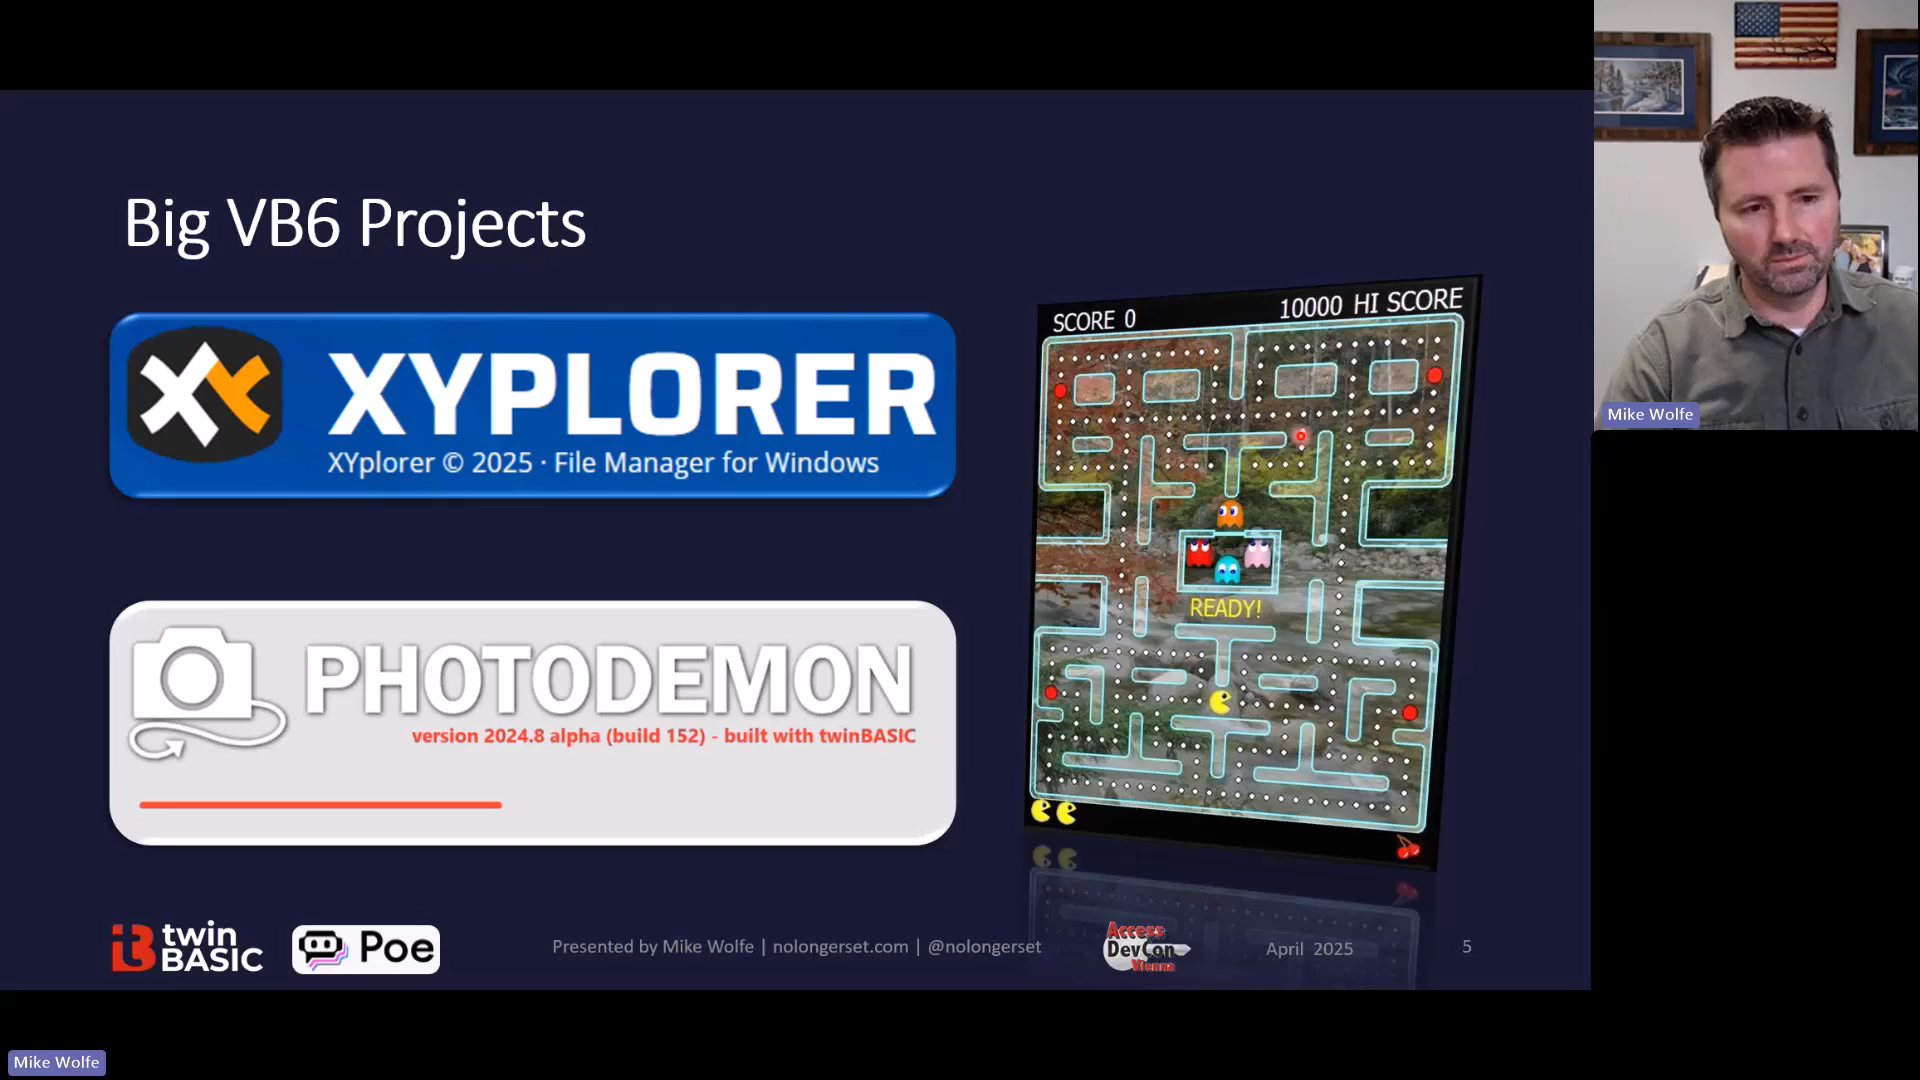 Big VB6 Projects
XY
XYPLORER
XYplorer © 2025 · File Manager for Windows
SCORE 0
10000 HI SCORE
READY!
PHOTODEMON
version 2024.8 alpha (build 152) - built with twinBASIC
twin
BASIC
Poe
Presented by Mike Wolfe | nolongerset.com | @nolongerset
Access
DevCon
Vienna
April 2025
5
Mike Wolfe
Mike Wolfe